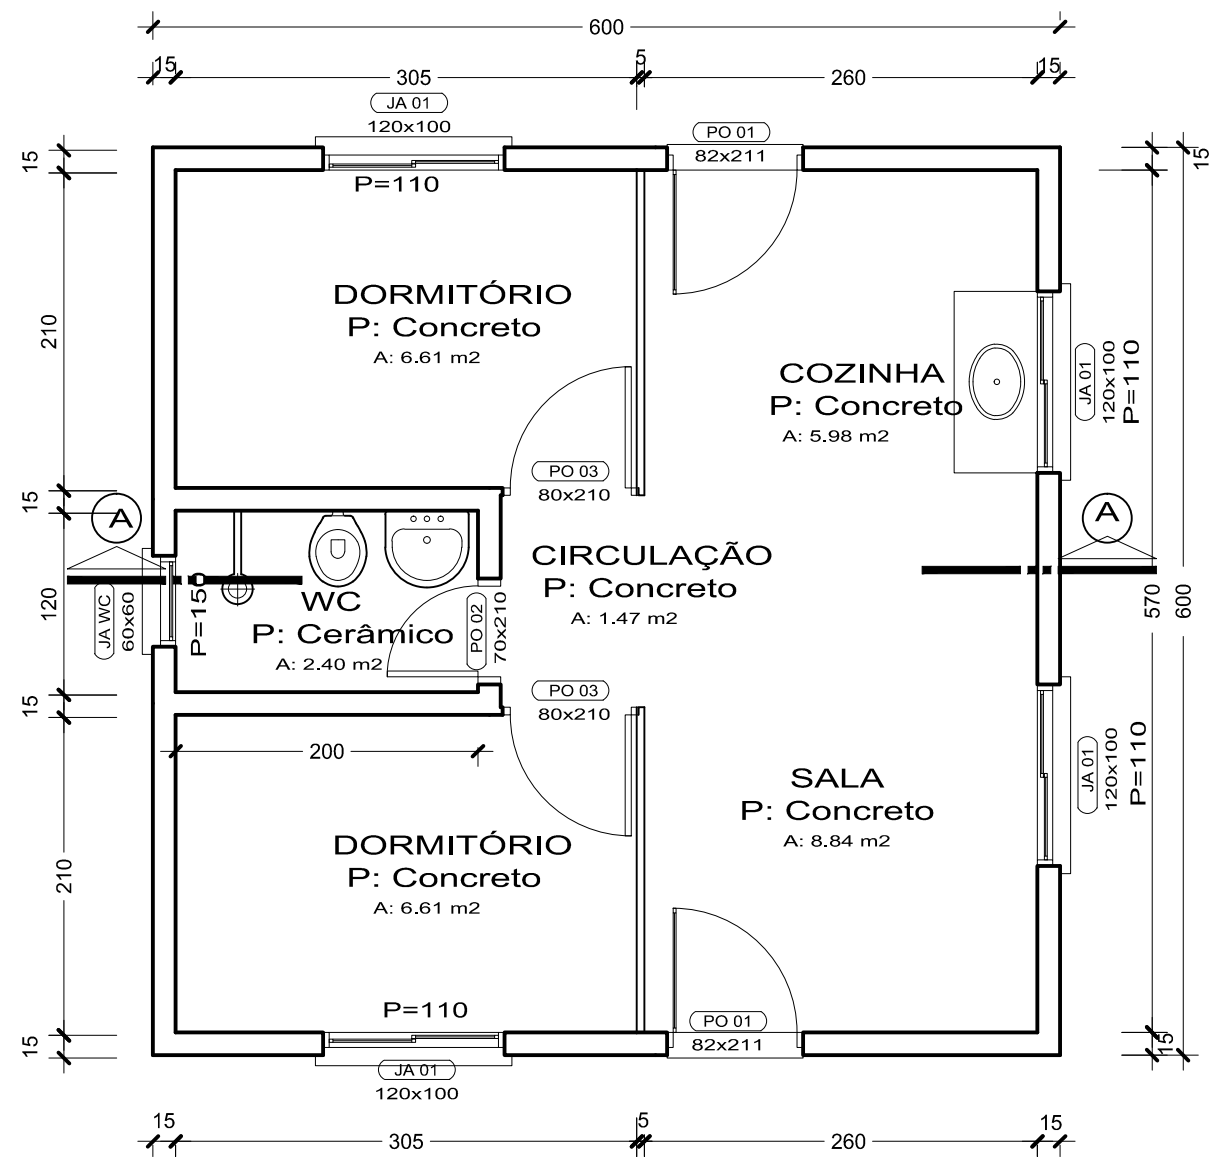 600
15
305
5
260
15
JA 01
120x100
P=110
PO 01
82x211
15
15
210
DORMITÓRIO
P: Concreto
A: 6.61 m2
COZINHA
P: Concreto
A: 5.98 m2
JA 01
120x100
P=110
PO 03
80x210
15
A
A
CIRCULAÇÃO
P: Concreto
A: 1.47 m2
120
JA WC
60x60
P=150
WC
P: Cerâmico
A: 2.40 m2
PO 02
70x210
570
600
15
PO 03
80x210
200
SALA
P: Concreto
A: 8.84 m2
JA 01
120x100
P=110
210
DORMITÓRIO
P: Concreto
A: 6.61 m2
P=110
PO 01
82x211
15
15
JA 01
120x100
15
305
5
260
15